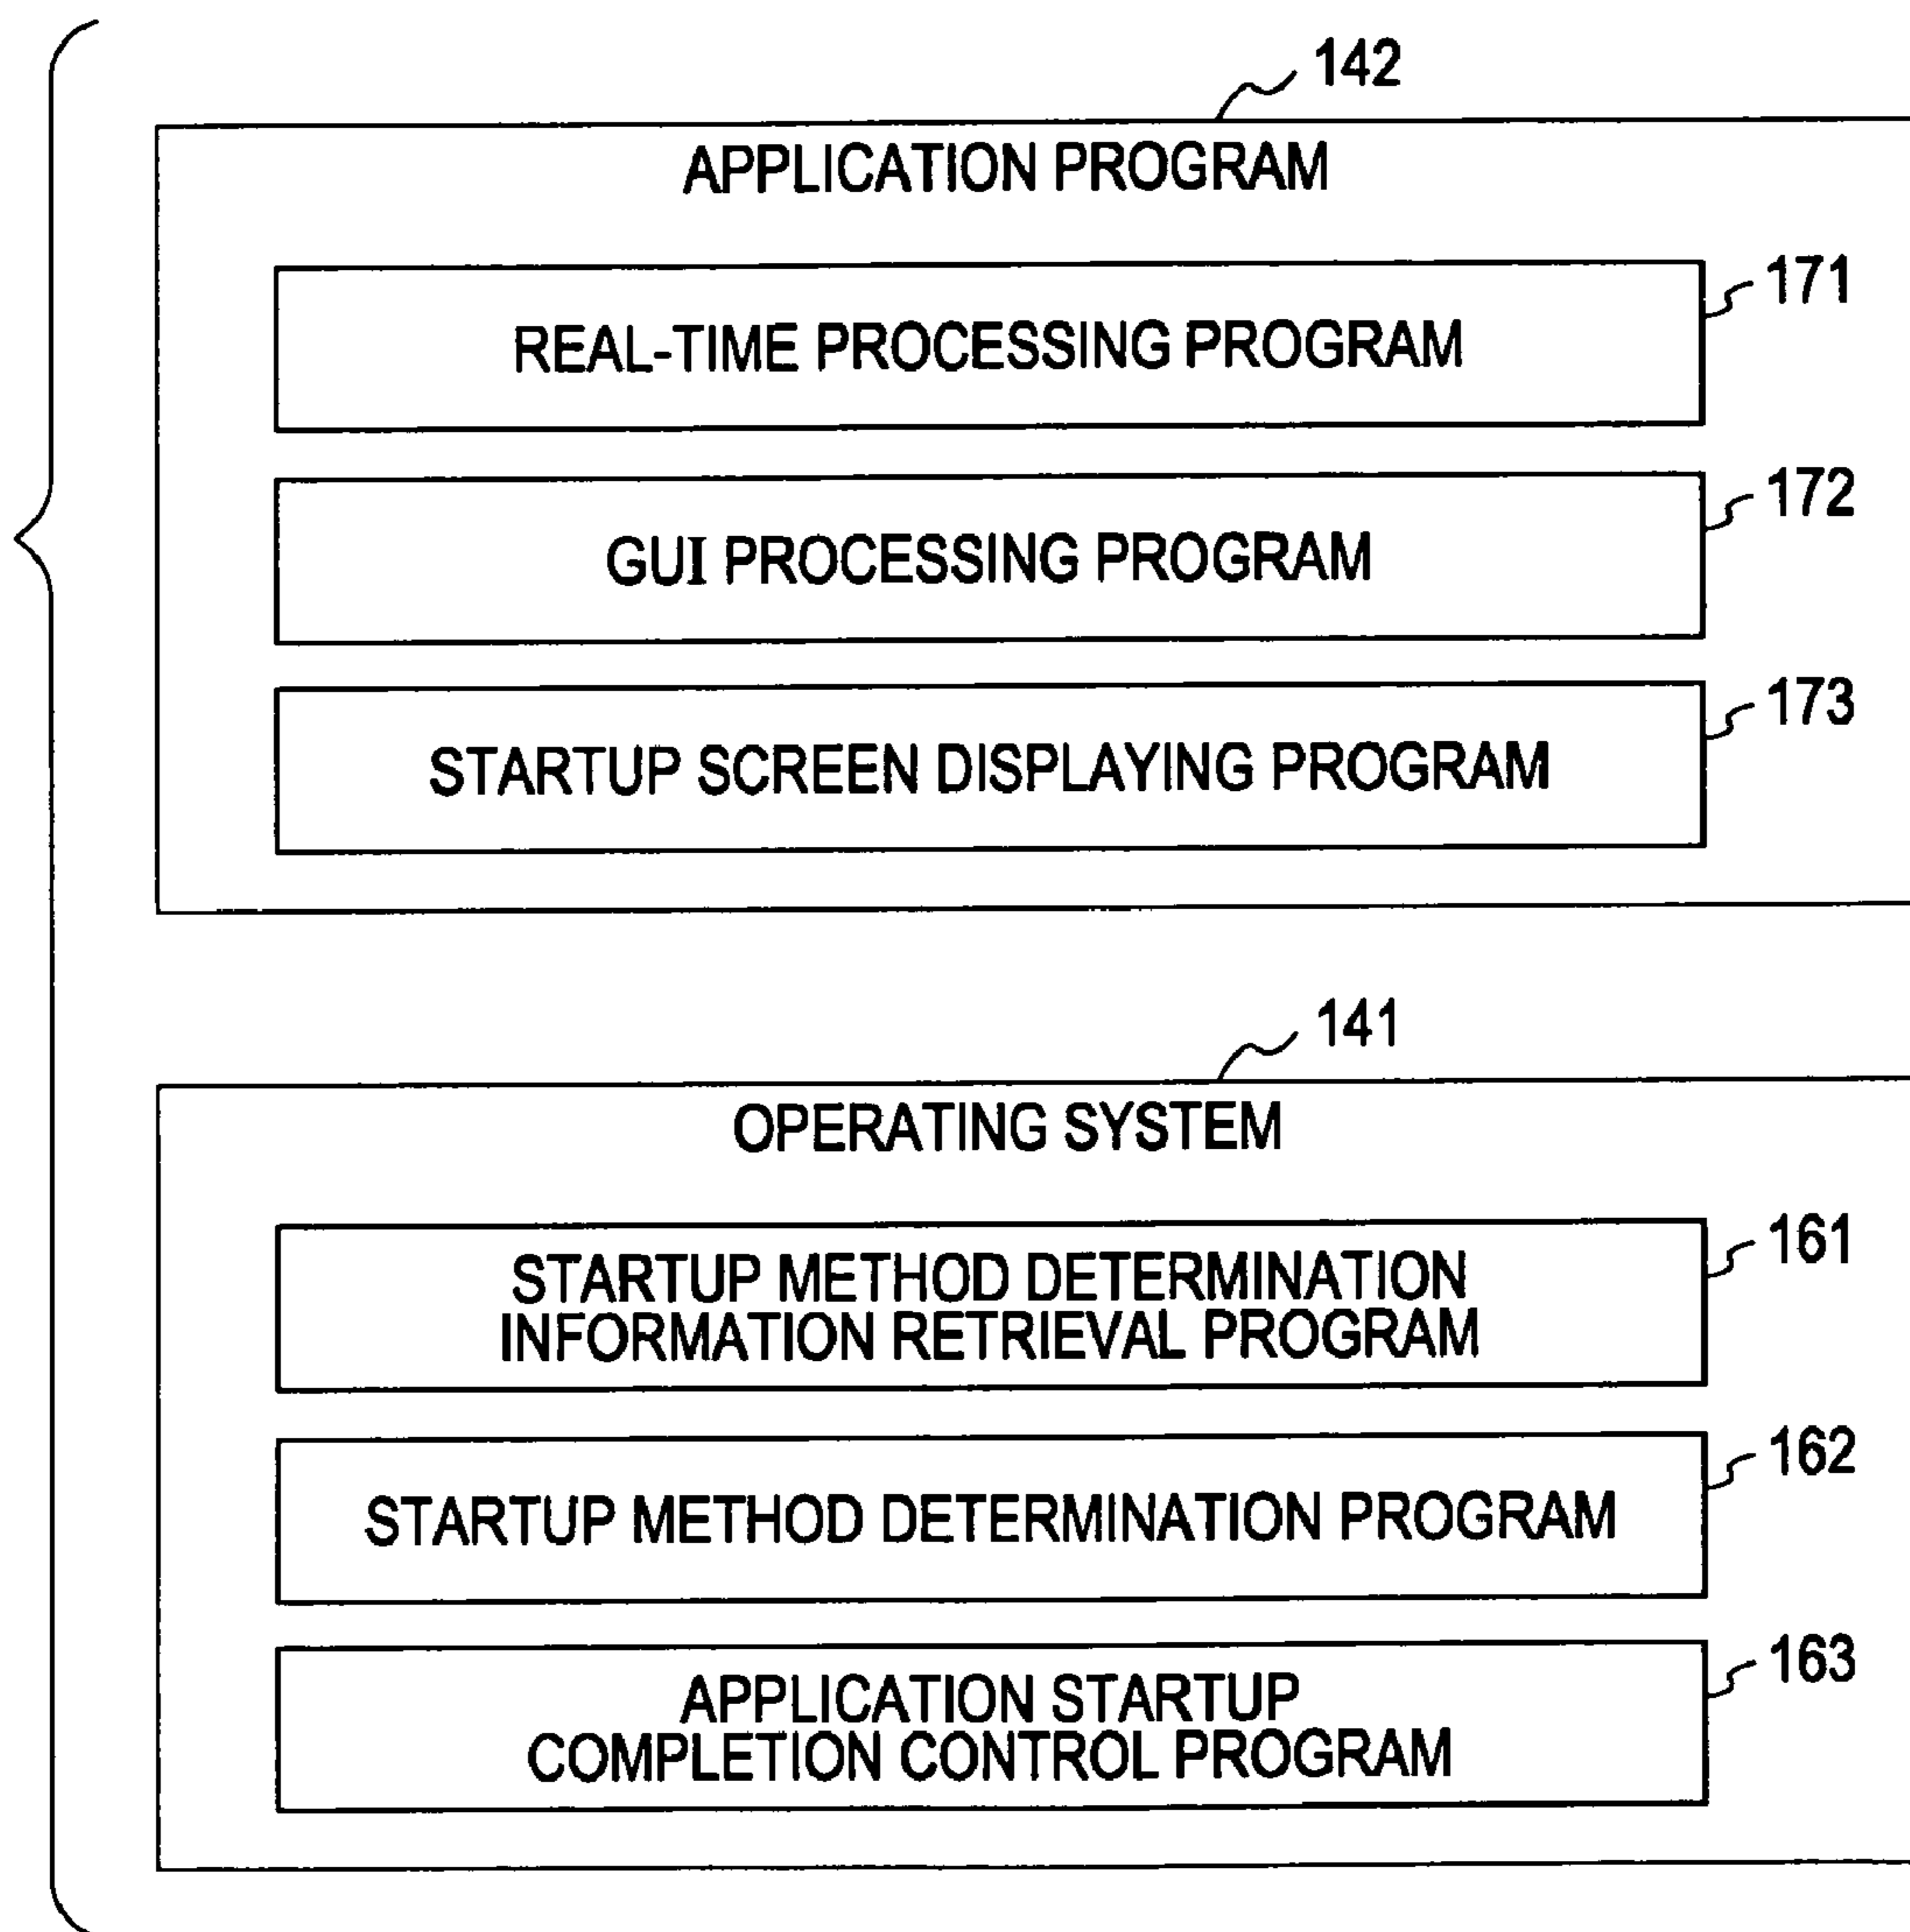 142
APPLICATION PROGRAM
171
REAL-TIME PROCESSING PROGRAM
172
GUI PROCESSING PROGRAM
173
STARTUP SCREEN DISPLAYING PROGRAM
141
OPERATING SYSTEM
161
STARTUP METHOD DETERMINATION
INFORMATION RETRIEVAL PROGRAM
162
STARTUP METHOD DETERMINATION PROGRAM
163
APPLICATION STARTUP
COMPLETION CONTROL PROGRAM